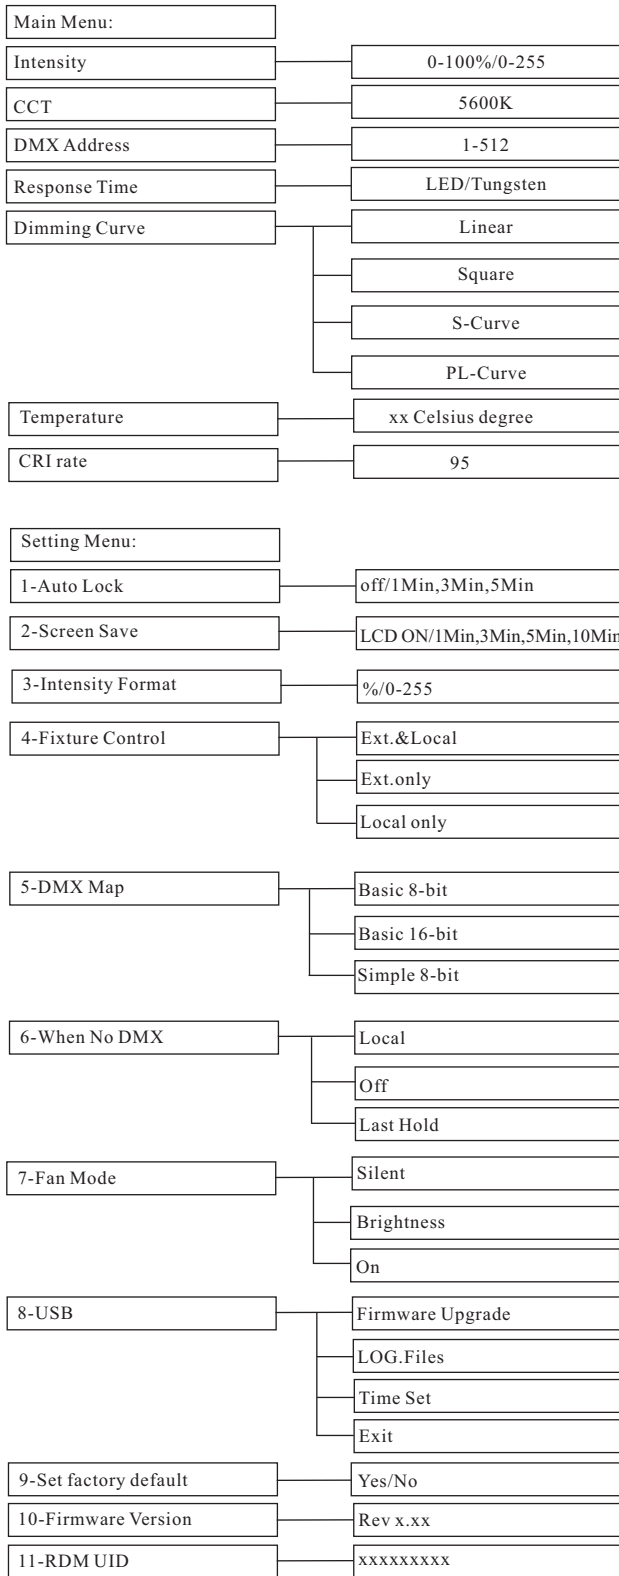 Main Menu:
Intensity 0-100%/0-255
CCT 5600K
DMX Address 1-512
Response Time LED/Tungsten
Dimming Curve Linear
Square
S-Curve
PL-Curve
Temperature xx Celsius degree
CRI rate 95
Setting Menu:
1-Auto Lock off/1Min,3Min,5Min
2-Screen Save LCD ON/1Min,3Min,5Min,10Min
3-Intensity Format %/0-255
4-Fixture Control Ext.&Local
Ext.only
Local only
5-DMX Map Basic 8-bit
Basic 16-bit
Simple 8-bit
6-When No DMX Local
Off
Last Hold
7-Fan Mode Silent
Brightness
On
8-USB Firmware Upgrade
LOG.Files
Time Set
Exit
9-Set factory default Yes/No
10-Firmware Version Rev x.xx
11-RDM UID xxxxxxxxx